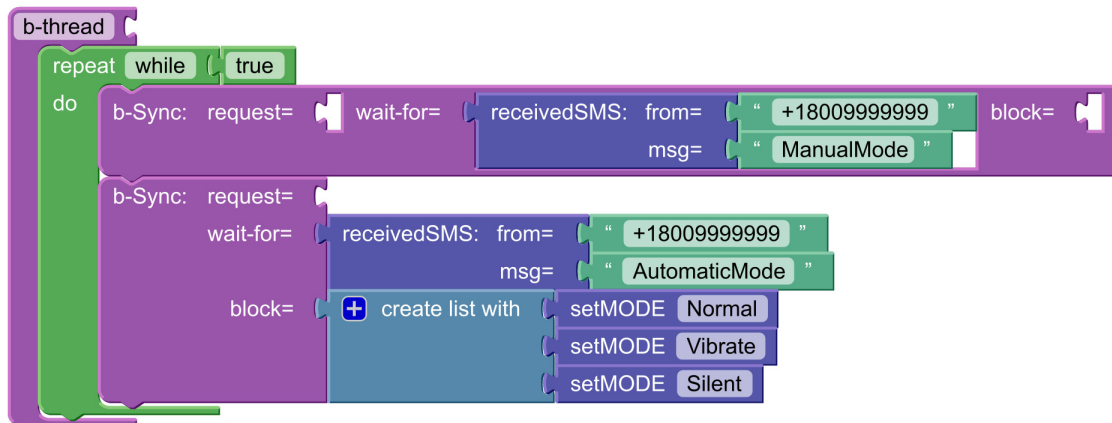 b-thread
repeat while true
do b-Sync: request= wait-for= receivedSMS: from= “ +18009999999 ” block=
msg= “ ManualMode ”
b-Sync: request=
wait-for= receivedSMS: from= “ +18009999999 ”
msg= “ AutomaticMode ”
block= + create list with setMODE Normal
setMODE Vibrate
setMODE Silent